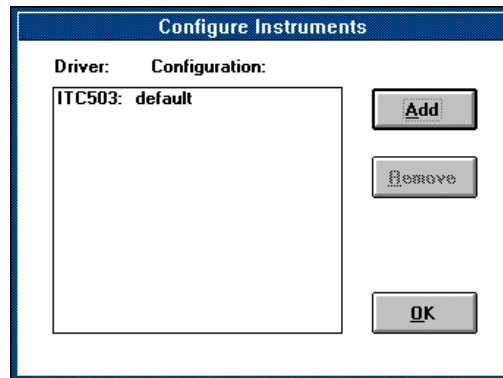 Configure Instruments
Driver: Configuration:
ITC503: default
Add
Remove
OK